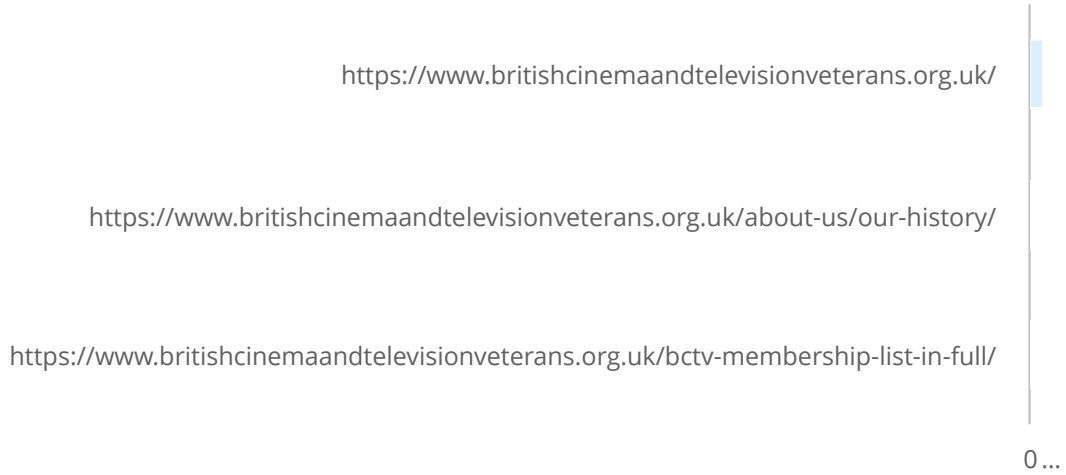 https://www.britishcinemaandtelevisionveterans.org.uk/
https://www.britishcinemaandtelevisionveterans.org.uk/about-us/our-history/
https://www.britishcinemaandtelevisionveterans.org.uk/bctv-membership-list-in-full/
0 ...